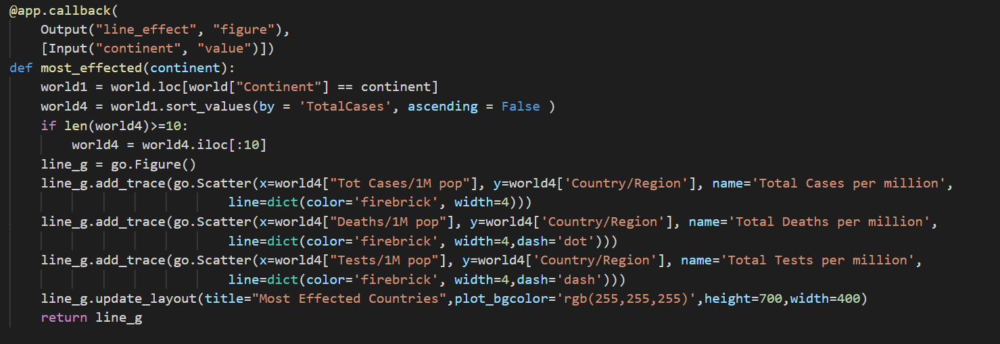 @app.callback(
    Output("line_effect", "figure"),
    [Input("continent", "value")])
def most_effected(continent):
    world1 = world.loc[world["Continent"] == continent]
    world4 = world1.sort_values(by = 'TotalCases', ascending = False )
    if len(world4)>=10:
        world4 = world4.iloc[:10]
    line_g = go.Figure()
    line_g.add_trace(go.Scatter(x=world4["Tot Cases/1M pop"], y=world4['Country/Region'], name='Total Cases per million',
                            line=dict(color='firebrick', width=4)))
    line_g.add_trace(go.Scatter(x=world4["Deaths/1M pop"], y=world4['Country/Region'], name='Total Deaths per million',
                            line=dict(color='firebrick', width=4,dash='dot')))
    line_g.add_trace(go.Scatter(x=world4["Tests/1M pop"], y=world4['Country/Region'], name='Total Tests per million',
                            line=dict(color='firebrick', width=4,dash='dash')))
    line_g.update_layout(title="Most Effected Countries",plot_bgcolor='rgb(255,255,255)',height=700,width=400)
    return line_g